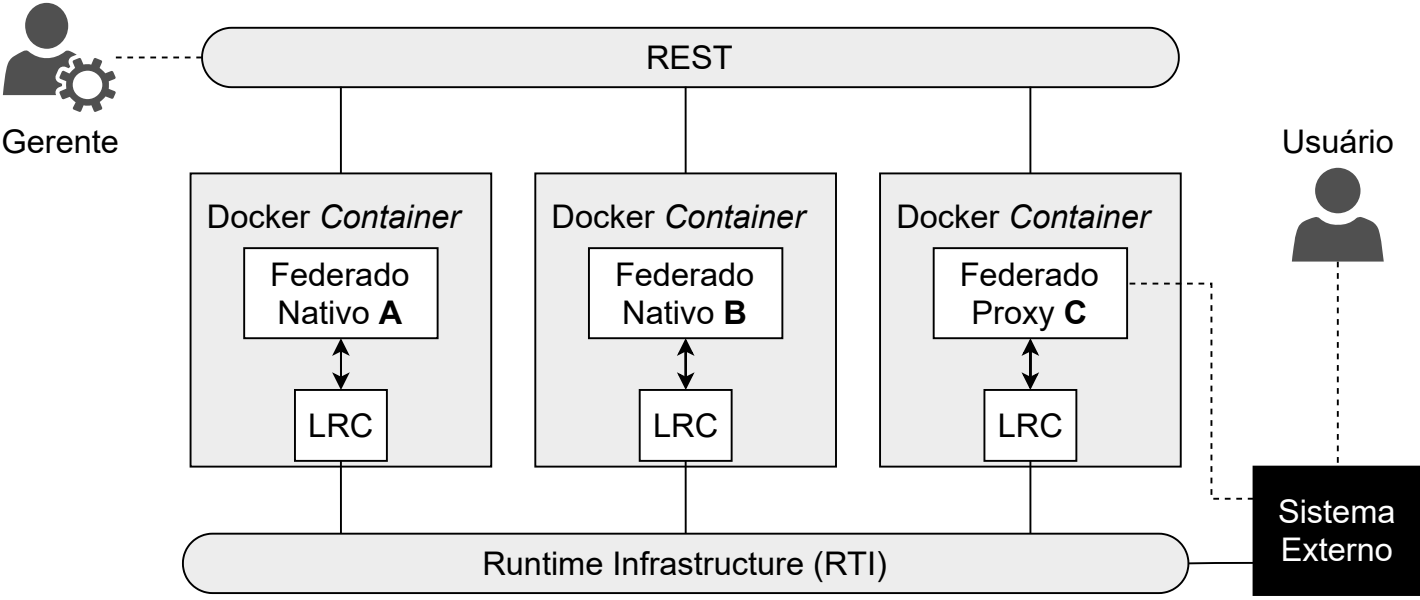 REST
Gerente
Usuário
Docker Container
Federado
Nativo A
LRC
Docker Container
Federado
Nativo B
LRC
Docker Container
Federado
Proxy C
LRC
Sistema
Externo
Runtime Infrastructure (RTI)